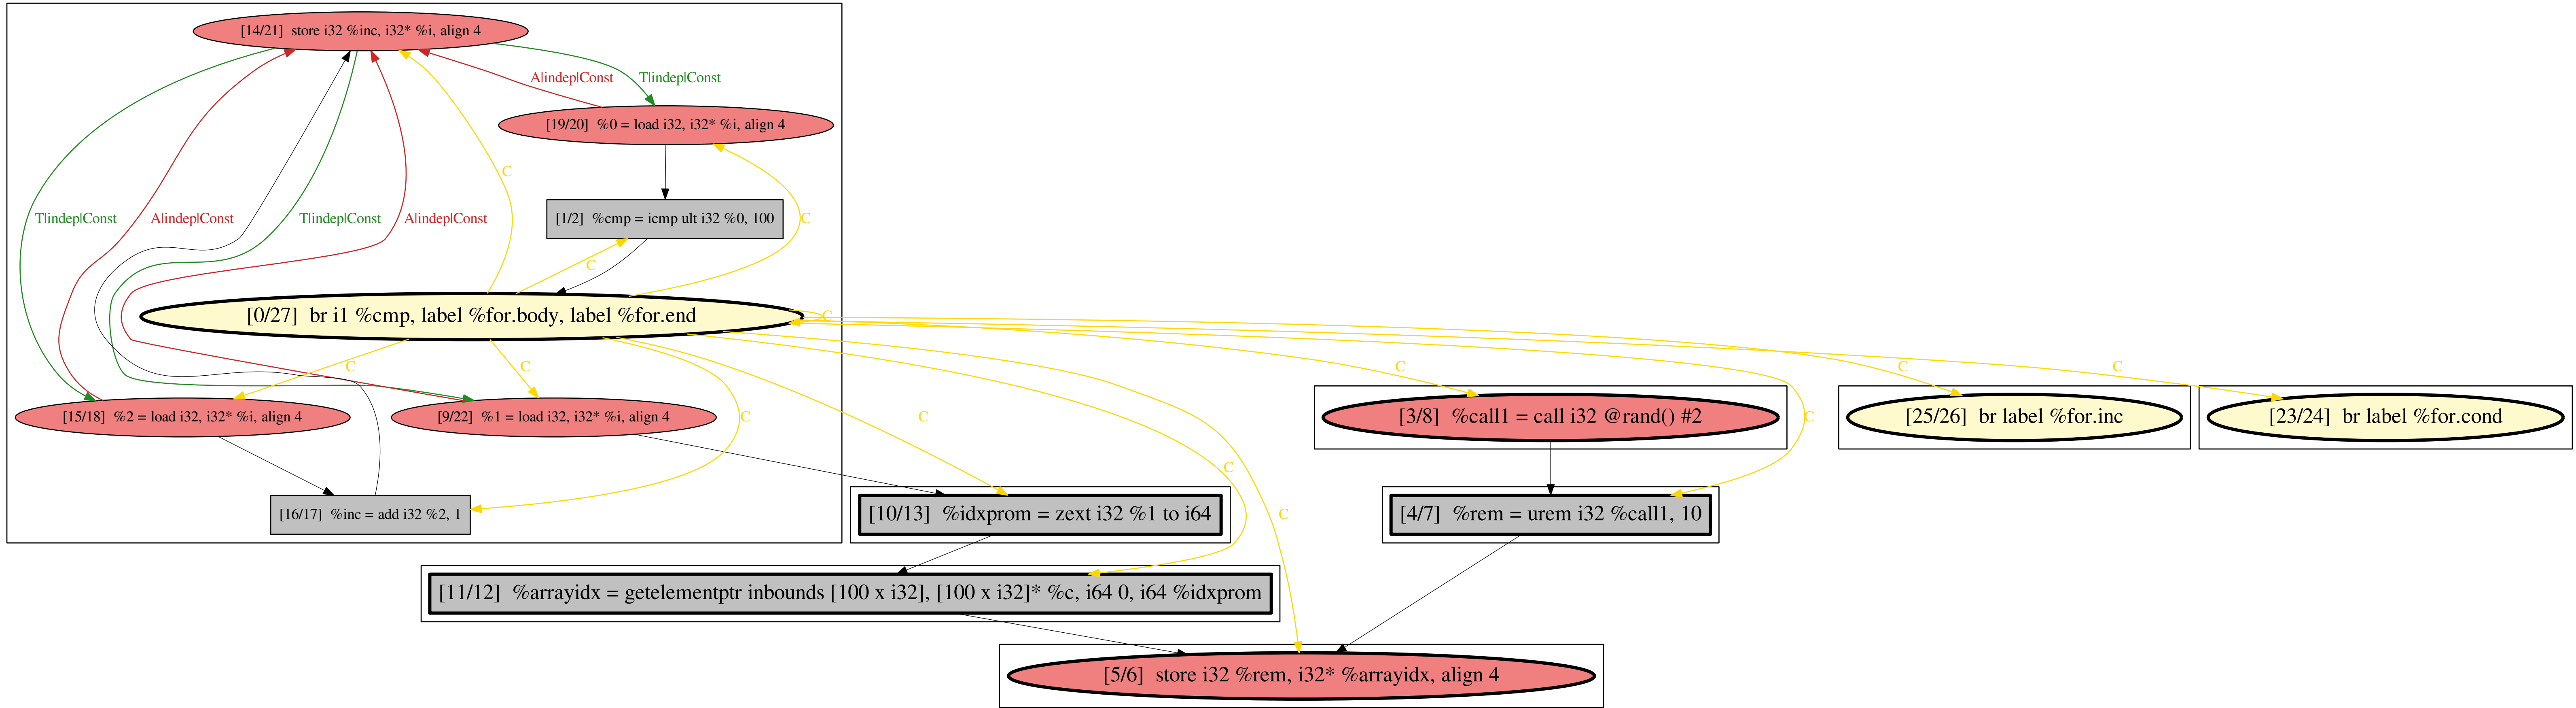 [14/21]  store i32 %inc, i32* %i, align 4
A|indep|Const
T|indep|Const
[19/20]  %0 = load i32, i32* %i, align 4
C
T|indep|Const
A|indep|Const
T|indep|Const
A|indep|Const
[1/2]  %cmp = icmp ult i32 %0, 100
C
C
[0/27]  br i1 %cmp, label %for.body, label %for.end
C
C
C
C
C
C
[15/18]  %2 = load i32, i32* %i, align 4
[9/22]  %1 = load i32, i32* %i, align 4
C
C
[3/8]  %call1 = call i32 @rand() #2
C
[25/26]  br label %for.inc
[23/24]  br label %for.cond
C
[16/17]  %inc = add i32 %2, 1
[10/13]  %idxprom = zext i32 %1 to i64
C
[4/7]  %rem = urem i32 %call1, 10
[11/12]  %arrayidx = getelementptr inbounds [100 x i32], [100 x i32]* %c, i64 0, i64 %idxprom
[5/6]  store i32 %rem, i32* %arrayidx, align 4